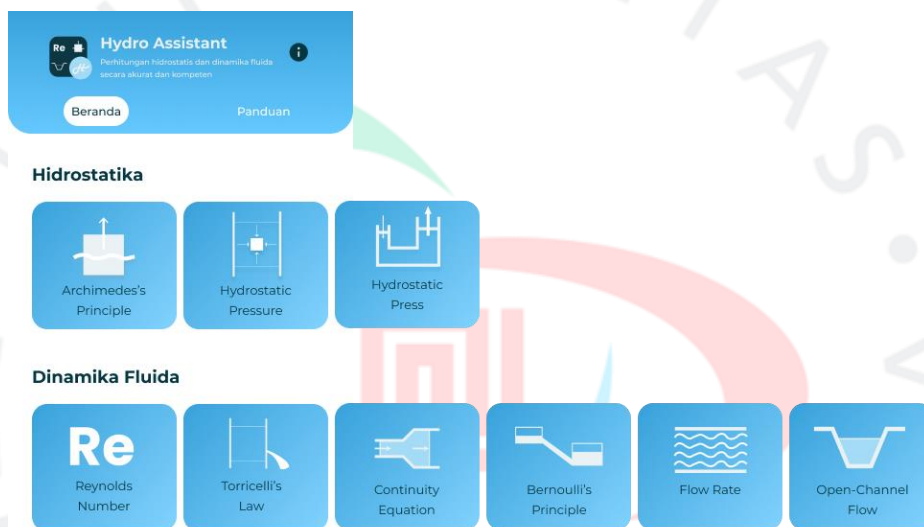 Re
Hydro Assistant
Perhitungan hidrostatis dan dinamika fluida
secara akurat dan kompeten
i
Beranda
Panduan
Hidrostatika
Archimedes's
Principle
Hydrostatic
Pressure
Hydrostatic
Press
Dinamika Fluida
Re
Reynolds
Number
Torricelli's
Law
Continuity
Equation
Bernoulli's
Principle
Flow Rate
Open-Channel
Flow